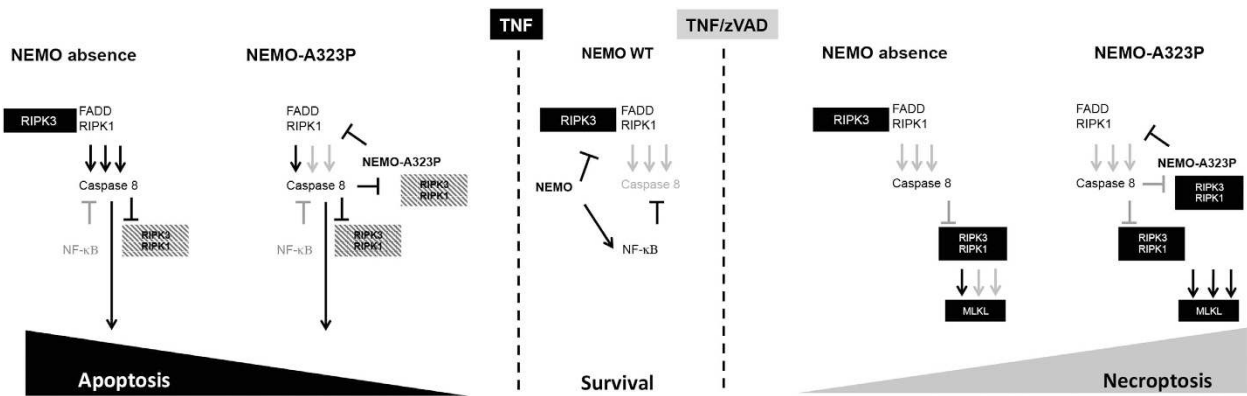 TNF
TNF/zVAD
NEMO absence
NEMO-A323P
NEMO WT
NEMO absence
NEMO-A323P
RIPK3
FADD
RIPK1
Caspase 8
NF-κB
RIPK3
RIPK1
FADD
RIPK1
NEMO-A323P
Caspase 8
RIPK3
RIPK1
NF-κB
RIPK3
RIPK1
RIPK3
FADD
RIPK1
Caspase 8
NEMO
NF-κB
RIPK3
FADD
RIPK1
Caspase 8
RIPK3
RIPK1
MLKL
FADD
RIPK1
NEMO-A323P
Caspase 8
RIPK3
RIPK1
RIPK3
RIPK1
MLKL
Apoptosis
Survival
Necroptosis